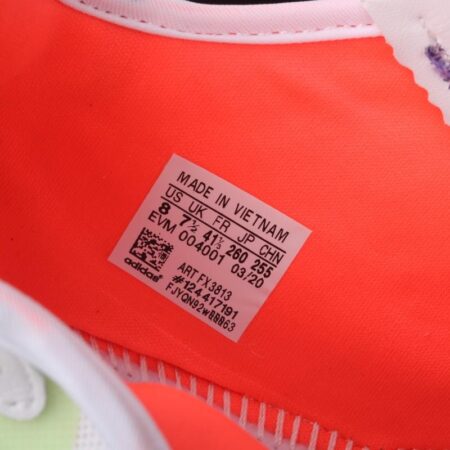 MADE IN VIETNAM
US UK FR JP CHN
8 7½ 41⅓ 260 255
EVM 004001 03/20
adidas
ART FX3813
#124417191